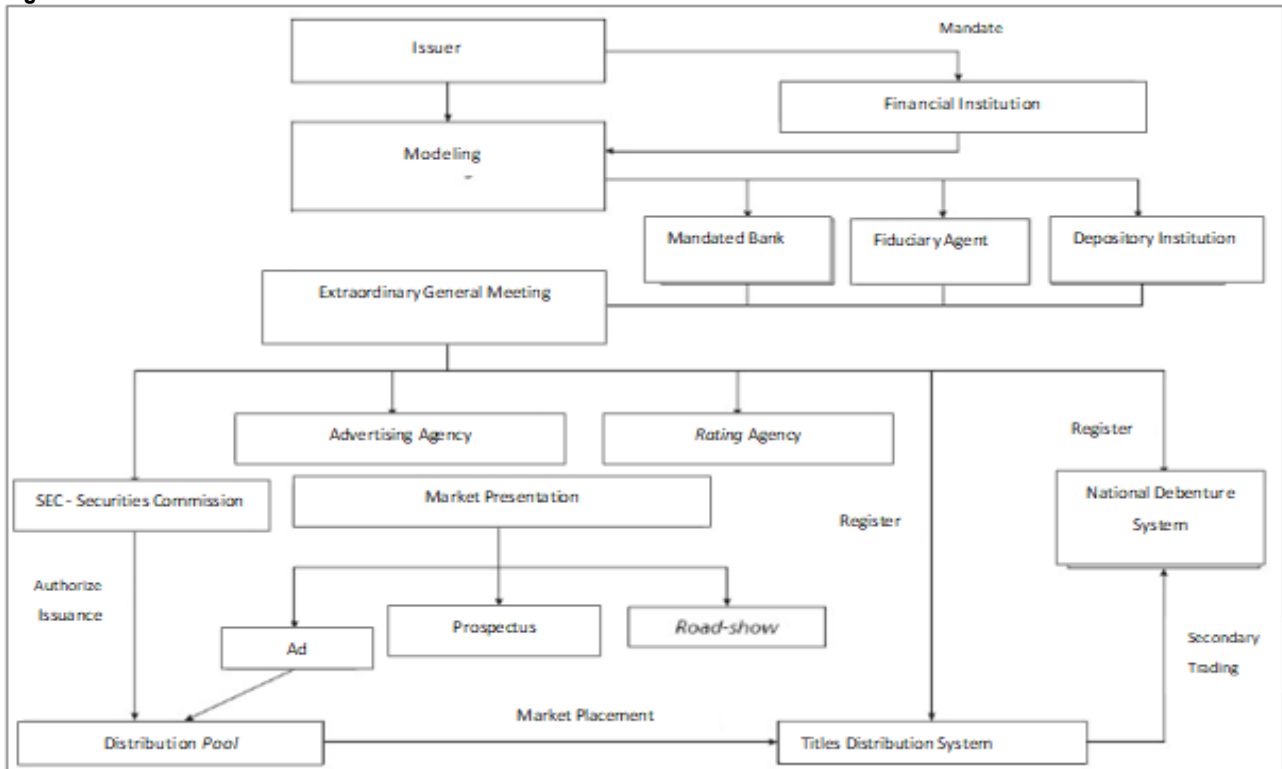 Issuer
Mandate
Financial Institution
Modeling
Mandated Bank
Fiduciary Agent
Depository Institution
Extraordinary General Meeting
Advertising Agency
Rating Agency
Register
SEC - Securities Commission
Market Presentation
National Debenture
System
Register
Authorize
Issuance
Prospectus
Road-show
Ad
Secondary
Trading
Market Placement
Distribution Pool
Titles Distribution System